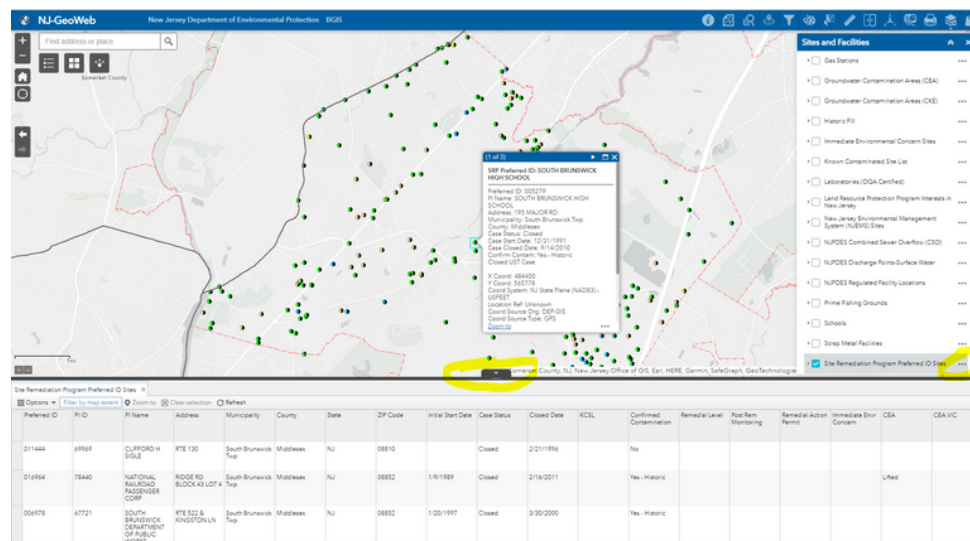 NJ-GeoWeb New Jersey Department of Environmental Protection BGIS
Find address or place
Somerset County
Sites and Facilities
Gas Stations
Groundwater Contamination Areas (CEA)
Groundwater Contamination Areas (CKE)
Historic Fill
Immediate Environmental Concern Sites
Known Contaminated Site List
Laboratories (OQA Certified)
Land Resource Protection Program Interests in
New Jersey
New Jersey Environmental Management
System (NJEMS) Sites
NJPDES Combined Sewer Overflow (CSO)
NJPDES Discharge Points-Surface Water
NJPDES Regulated Facility Locations
Prime Fishing Grounds
Schools
Scrap Metal Facilities
Site Remediation Program Preferred ID Sites
(1 of 3)
SRP Preferred ID: SOUTH BRUNSWICK
HIGH SCHOOL
Preferred ID: 005279
PI Name: SOUTH BRUNSWICK HIGH
SCHOOL
Address: 195 MAJOR RD
Municipality: South Brunswick Twp
County: Middlesex
Case Status: Closed
Case Start Date: 12/31/1991
Case Closed Date: 9/14/2010
Confirm Contam: Yes - Historic
Closed UST Case
X Coord: 484450
Y Coord: 565778
Coord System: NJ State Plane (NAD83) -
USFEET
Location Ref: Unknown
Coord Source Org: DEP-GIS
Coord Source Type: GPS
Zoom to
Somerset County, NJ, New Jersey Office of GIS, Esri, HERE, Garmin, SafeGraph, GeoTechnologies
Site Remediation Program Preferred ID Sites
Options Filter by map extent Zoom to Clear selection Refresh
Preferred ID PI ID PI Name Address Municipality County State ZIP Code Initial Start Date Case Status Closed Date KCSL Confirmed Contamination Remedial Level Post Rem Monitoring Remedial Action Permit Immediate Envir Concern CEA CEA VIC
011444 69969 CLIFFORD H SIGLE RTE 130 South Brunswick Twp Middlesex NJ 08810 Closed 2/21/1996 No
016964 78440 NATIONAL RAILROAD PASSENGER CORP RIDGE RD BLOCK 43 LOT 4 South Brunswick Twp Middlesex NJ 08852 1/9/1989 Closed 2/16/2011 Yes - Historic Lifted
006978 67721 SOUTH BRUNSWICK DEPARTMENT OF PUBLIC WORKS RTE 522 & KINGSTON LN South Brunswick Twp Middlesex NJ 08852 1/20/1997 Closed 3/30/2000 Yes - Historic